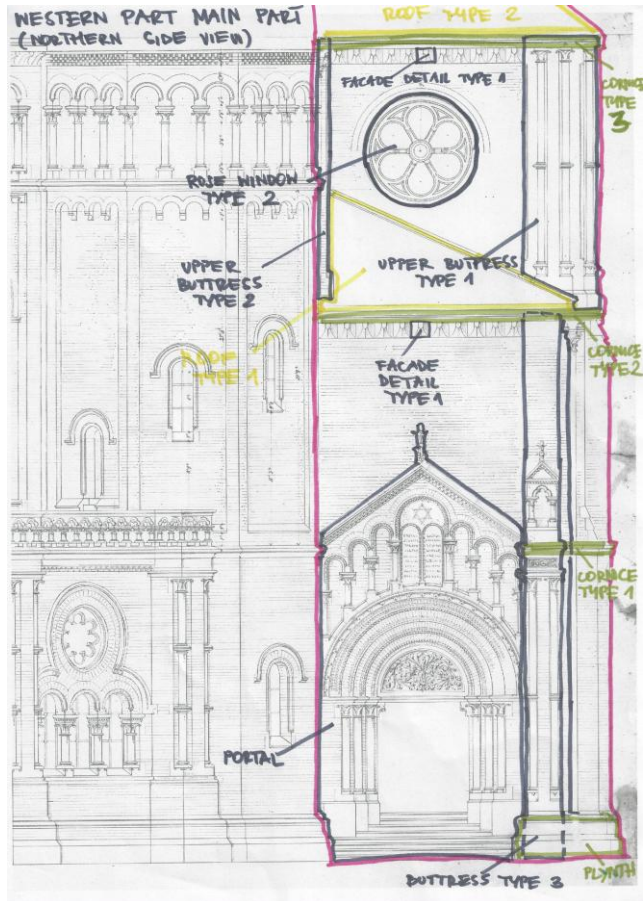 WESTERN PART MAIN PART
(NORTHERN SIDE VIEW)
ROOF TYPE 2
FACADE DETAIL TYPE 1
CORNICE
TYPE
3
ROSE WINDOW
TYPE 2
UPPER
BUTTRESS
TYPE 2
UPPER BUTTRESS
TYPE 1
ROOF
TYPE 1
FACADE
DETAIL
TYPE 1
CORNICE
TYPE 2
CORNICE
TYPE 1
PORTAL
BUTTRESS TYPE 3
PLYNTH